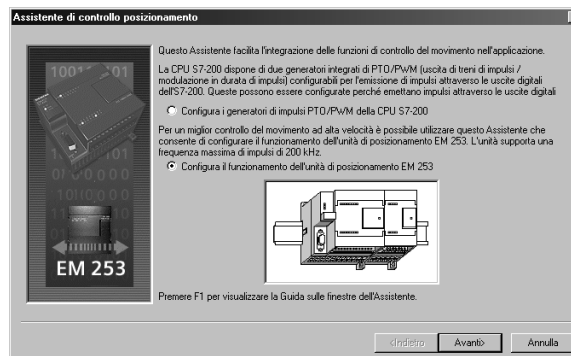 Assistente di controllo posizionamento
Questo Assistente facilita l'integrazione delle funzioni di controllo del movimento nell'applicazione.
La CPU S7-200 dispone di due generatori integrati di PTO/PWM (uscita di treni di impulsi /
modulazione in durata di impulsi) configurabili per l'emissione di impulsi attraverso le uscite digitali
dell'S7-200. Queste possono essere configurate perché emettano impulsi attraverso le uscite digitali
Configura i generatori di impulsi PTO/PWM della CPU S7-200
Per un miglior controllo del movimento ad alta velocità è possibile utilizzare questo Assistente che
consente di configurare il funzionamento dell'unità di posizionamento EM 253. L'unità supporta una
frequenza massima di impulsi di 200 kHz.
Configura il funzionamento dell'unità di posizionamento EM 253
EM 253
Premere F1 per visualizzare la Guida sulle finestre dell'Assistente.
<Indietro
Avanti>
Annulla